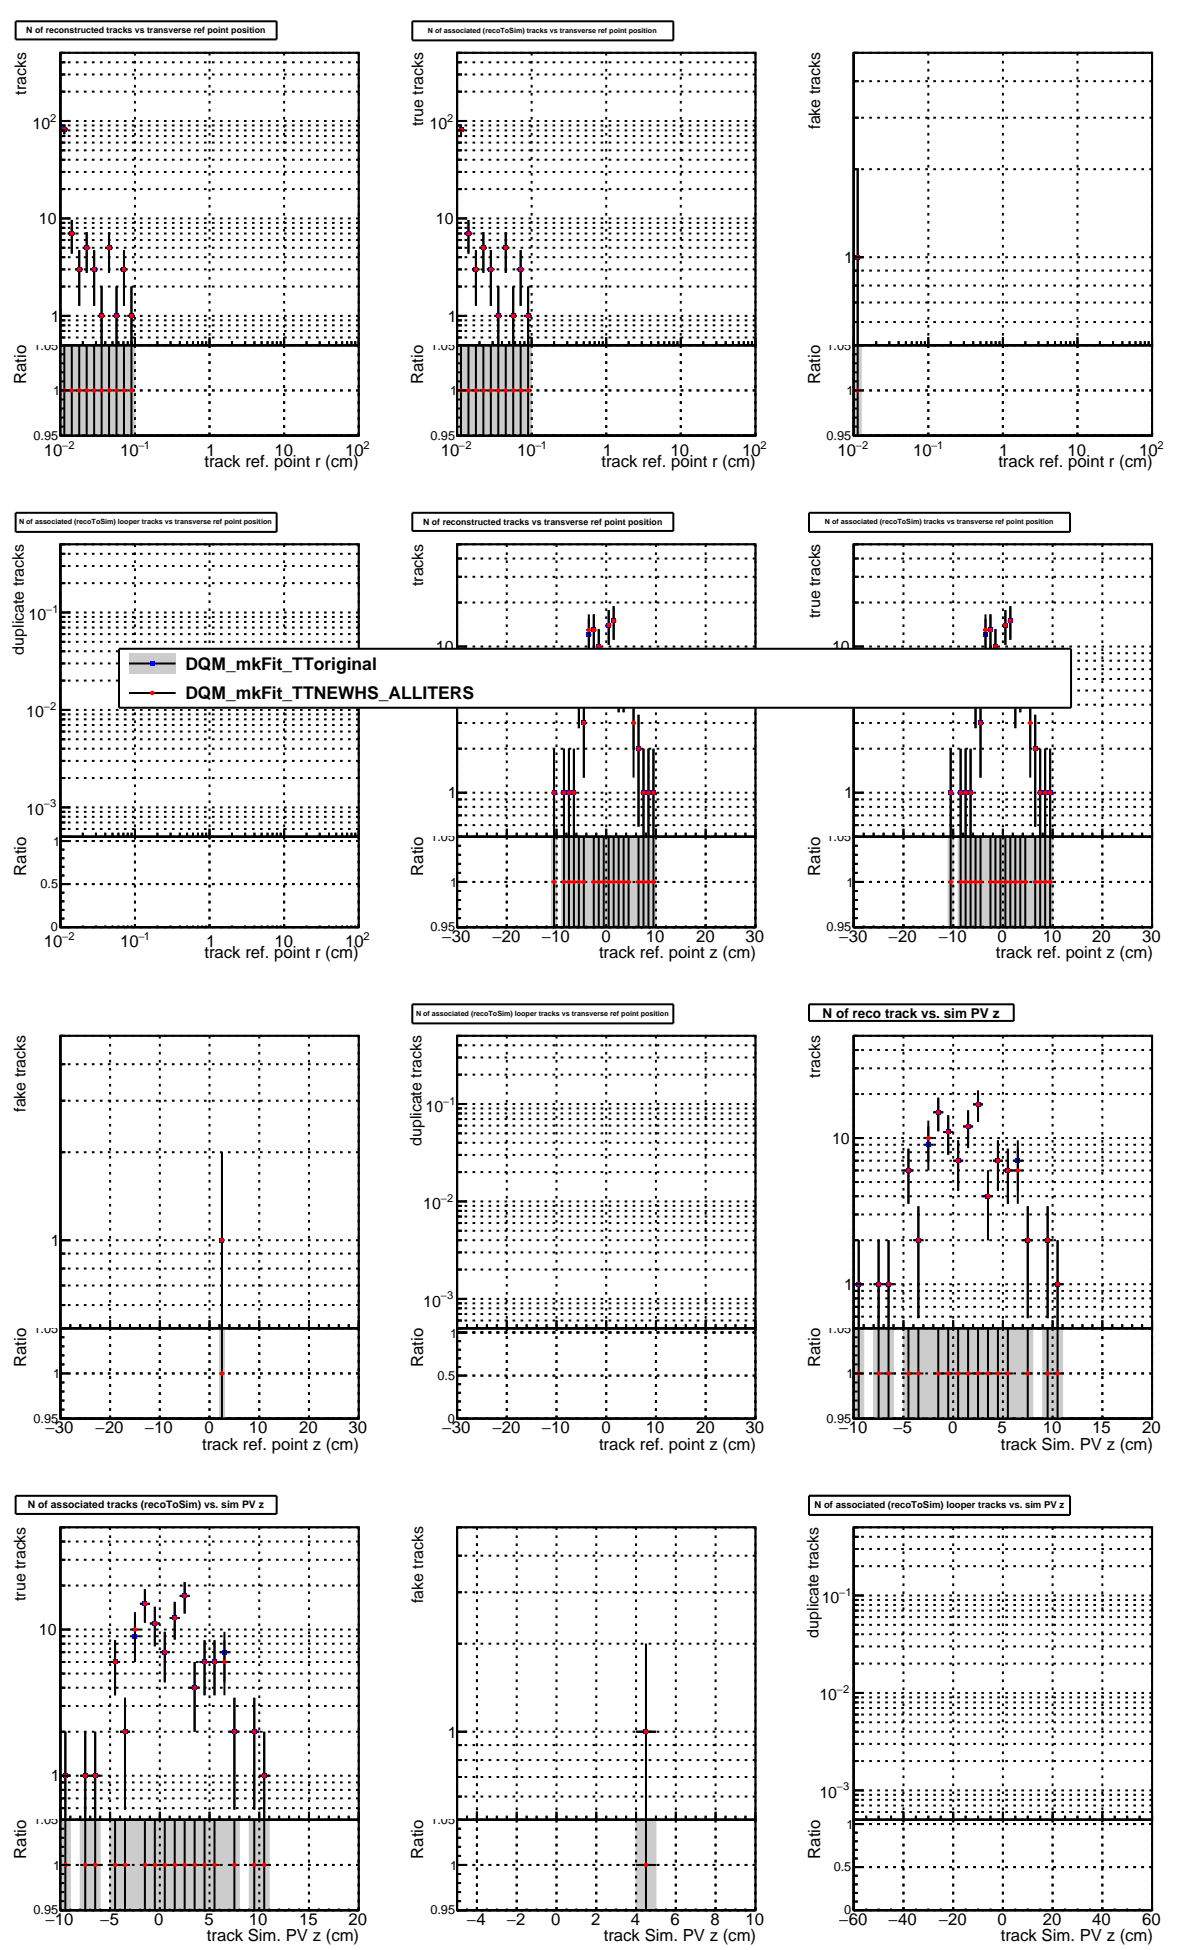 N of reconstructed tracks vs transverse ref point position
N of associated (recoToSim) tracks vs transverse ref point position
tracks
10²
10
1
Ratio
1.05
1
0.95
10⁻² 10⁻¹ 1 10 10²
track ref. point r (cm)
true tracks
10²
10
1
Ratio
1.05
1
0.95
10⁻² 10⁻¹ 1 10 10²
track ref. point r (cm)
fake tracks
1
Ratio
1.05
1
0.95
10⁻² 10⁻¹ 1 10 10²
track ref. point r (cm)
N of associated (recoToSim) looper tracks vs transverse ref point position
N of reconstructed tracks vs transverse ref point position
N of associated (recoToSim) tracks vs transverse ref point position
duplicate tracks
10⁻¹
10⁻²
10⁻³
Ratio
1
0.5
0
10⁻² 10⁻¹ 1 10 10²
track ref. point r (cm)
tracks
10
1
Ratio
1.05
1
0.95
−30 −20 −10 0 10 20 30
track ref. point z (cm)
true tracks
10
1
Ratio
1.05
1
0.95
−30 −20 −10 0 10 20 30
track ref. point z (cm)
DQM_mkFit_TToriginal
DQM_mkFit_TTNEWHS_ALLITERS
N of associated (recoToSim) looper tracks vs transverse ref point position
N of reco track vs. sim PV z
fake tracks
1
Ratio
1.05
1
0.95
−30 −20 −10 0 10 20 30
track ref. point z (cm)
duplicate tracks
10⁻¹
10⁻²
10⁻³
Ratio
1
0.5
0
−30 −20 −10 0 10 20 30
track ref. point z (cm)
tracks
10
1
Ratio
1.05
1
0.95
−10 −5 0 5 10 15 20
track Sim. PV z (cm)
N of associated tracks (recoToSim) vs. sim PV z
N of associated (recoToSim) looper tracks vs. sim PV z
true tracks
10
1
Ratio
1.05
1
0.95
−10 −5 0 5 10 15 20
track Sim. PV z (cm)
fake tracks
1
Ratio
1.05
1
0.95
−4 −2 0 2 4 6 8 10
track Sim. PV z (cm)
duplicate tracks
10⁻¹
10⁻²
10⁻³
Ratio
1
0.5
0
−60 −40 −20 0 20 40 60
track Sim. PV z (cm)